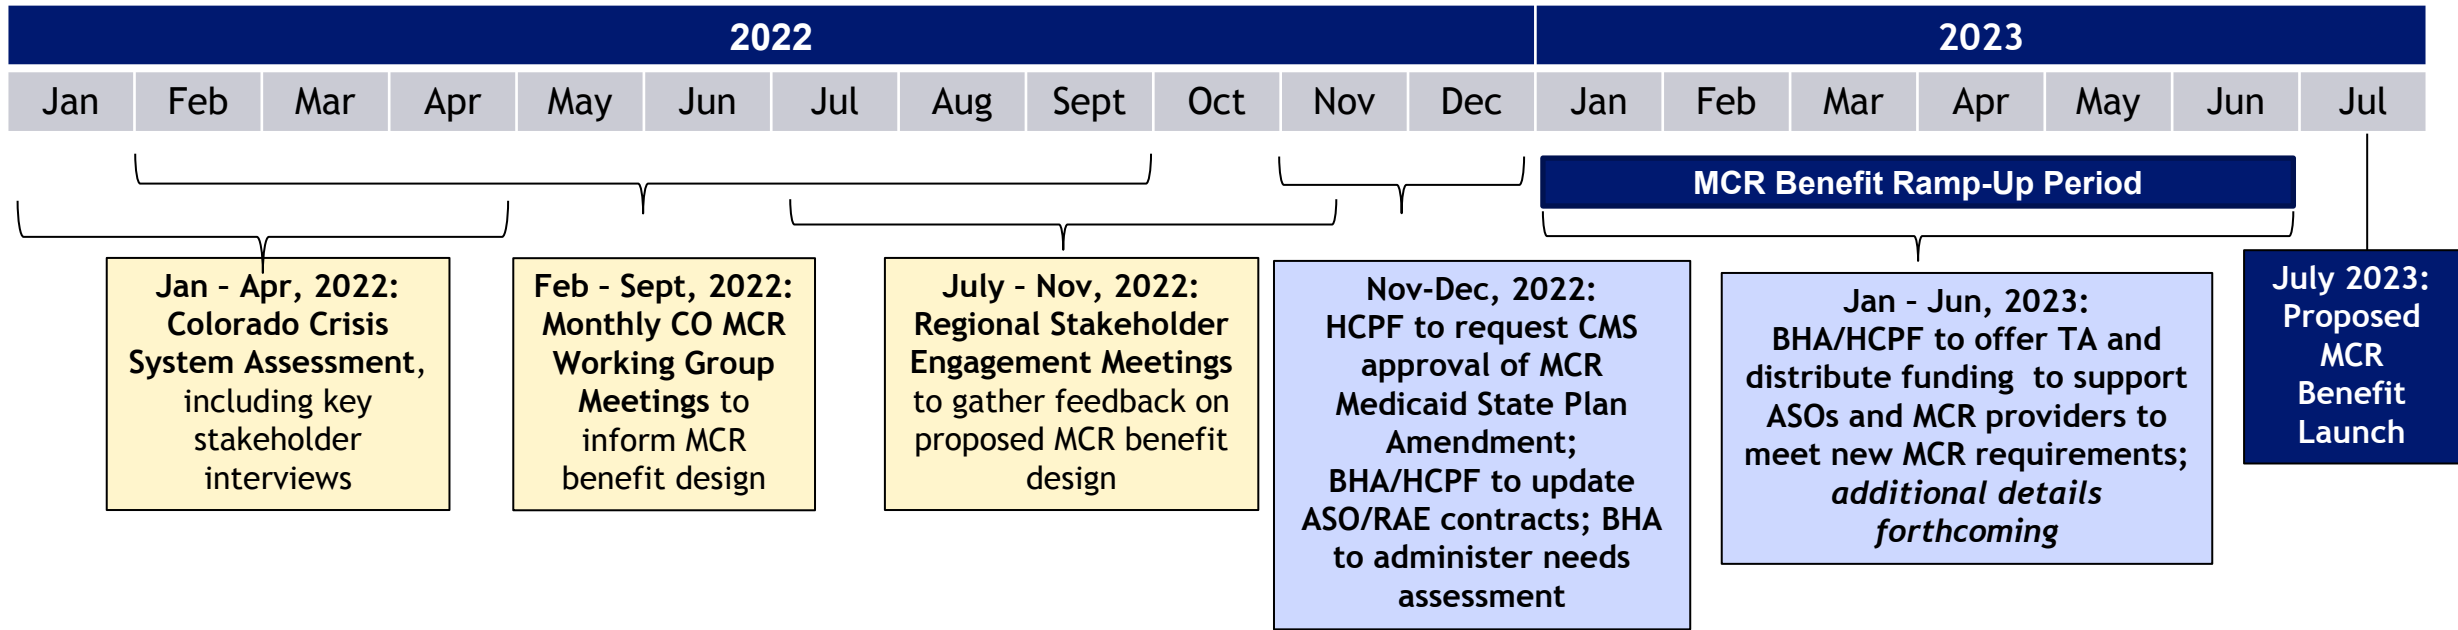 2022
2023
Jan Feb Mar Apr May Jun Jul Aug Sept Oct Nov Dec Jan Feb Mar Apr May Jun Jul
MCR Benefit Ramp-Up Period
Jan – Apr, 2022:
Colorado Crisis
System Assessment,
including key
stakeholder
interviews
Feb – Sept, 2022:
Monthly CO MCR
Working Group
Meetings to
inform MCR
benefit design
July – Nov, 2022:
Regional Stakeholder
Engagement Meetings
to gather feedback on
proposed MCR benefit
design
Nov-Dec, 2022:
HCPF to request CMS
approval of MCR
Medicaid State Plan
Amendment;
BHA/HCPF to update
ASO/RAE contracts; BHA
to administer needs
assessment
Jan – Jun, 2023:
BHA/HCPF to offer TA and
distribute funding to support
ASOs and MCR providers to
meet new MCR requirements;
additional details
forthcoming
July 2023:
Proposed
MCR
Benefit
Launch